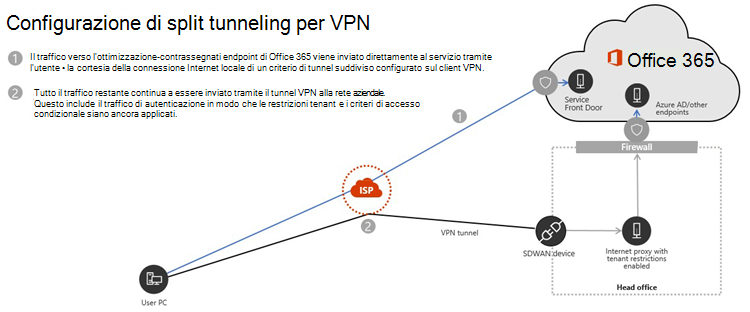 Configurazione di split tunneling per VPN
1 Il traffico verso l'ottimizzazione-contrassegnati endpoint di Office 365 viene inviato direttamente al servizio tramite
l'utente • la cortesia della connessione Internet locale di un criterio di tunnel suddiviso configurato sul client VPN.
2 Tutto il traffico restante continua a essere inviato tramite il tunnel VPN alla rete aziendale.
Questo include il traffico di autenticazione in modo che le restrizioni tenant e i criteri di accesso
condizionale siano ancora applicati.
Office 365
Service
Front Door
Azure AD/other
endpoints
1
Firewall
ISP
2
VPN tunnel
SDWAN device
Internet proxy with
tenant restrictions
enabled
User PC
Head office